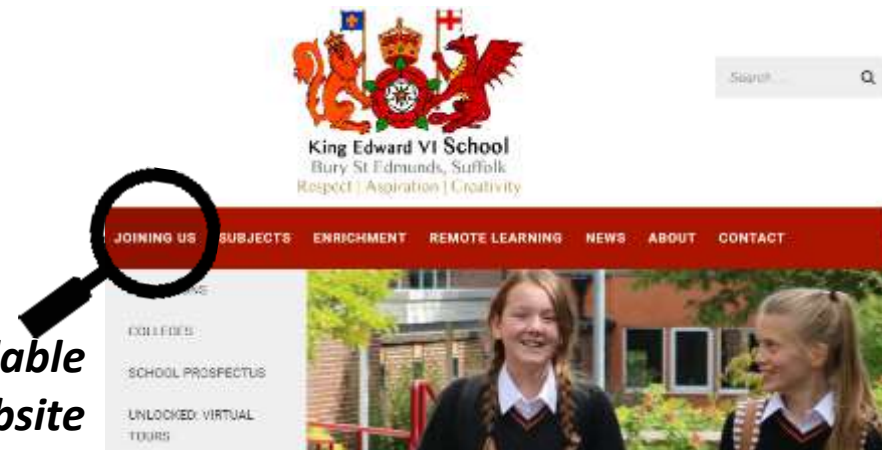 Search ...
King Edward VI School
Bury St Edmunds, Suffolk
Respect | Aspiration | Creativity
JOINING US SUBJECTS ENRICHMENT REMOTE LEARNING NEWS ABOUT CONTACT
COLLEGES
SCHOOL PROSPECTUS
UNLOCKED: VIRTUAL
TOURS
lable
bsite